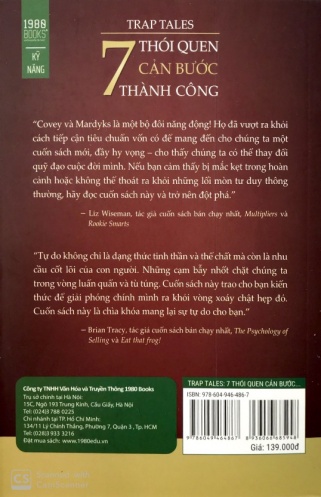 1980
BOOKS
KỸ
NĂNG
TRAP TALES
7 THÓI QUEN
CẢN BƯỚC
THÀNH CÔNG
“Covey và Mardyks là một bộ đôi năng động! Họ đã vượt ra khỏi
cách tiếp cận tiêu chuẩn vốn có để mang đến cho chúng ta một
cuốn sách mới, đầy hy vọng – cho thấy chúng ta có thể thay đổi
quỹ đạo cuộc đời mình. Nếu bạn cảm thấy bị mắc kẹt trong hoàn
cảnh hoặc không thể thoát ra khỏi những lối mòn tư duy thông
thường, hãy đọc cuốn sách này và trở nên đột phá.”
– Liz Wiseman, tác giả cuốn sách bán chạy nhất, Multipliers và
Rookie Smarts
“Tự do không chỉ là dạng thức tinh thần và thể chất mà còn là nhu
cầu cốt lõi của con người. Những cạm bẫy nhốt chặt chúng ta
trong vòng luẩn quẩn và tù túng. Cuốn sách này trao cho bạn kiến
thức để giải phóng chính mình ra khỏi vòng xoáy chật hẹp đó.
Cuốn sách này là chìa khóa mang lại sự tự do cho bạn.”
– Brian Tracy, tác giả cuốn sách bán chạy nhất, The Psychology of
Selling và Eat that frog!
Công ty TNHH Văn Hóa và Truyền Thông 1980 Books
Trụ sở chính tại Hà Nội:
15C, Ngõ 193 Trung Kính, Cầu Giấy, Hà Nội
Tel: (024)3 788 0225
Chi nhánh tại TP. Hồ Chí Minh:
134/11 Lý Chính Thắng, Phường 7, Quận 3, Tp. HCM
Tel: (028)3 933 3216
Đặt mua sách: www.1980edu.vn
TRAP TALES: 7 THÓI QUEN CẢN BƯỚC...
ISBN: 978-604-946-486-7
9786049464867
8936066685948
Giá: 139.000đ
CS